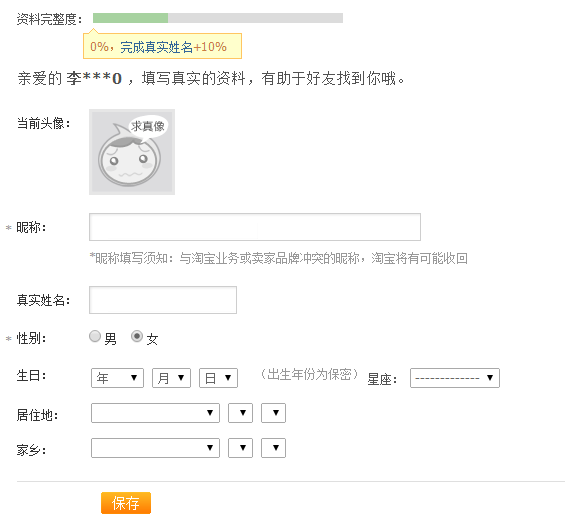 资料完整度：
0%，完成真实姓名+10%
亲爱的 李***0 ，填写真实的资料，有助于好友找到你哦。
当前头像：
求真像
* 昵称：
*昵称填写须知：与淘宝业务或卖家品牌冲突的昵称，淘宝将有可能收回
真实姓名：
* 性别： 男 女
生日： 年 月 日 （出生年份为保密） 星座： -------------
居住地：
家乡：
保存